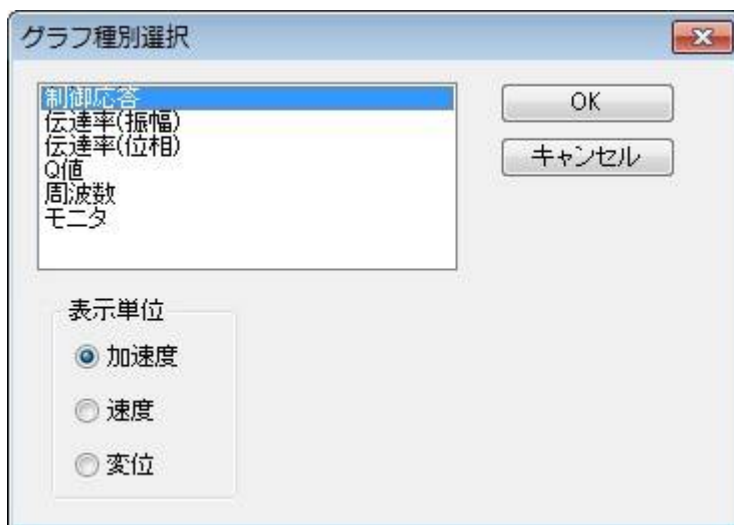 グラフ種別選択
制御応答
伝達率(振幅)
伝達率(位相)
Q値
周波数
モニタ
OK
キャンセル
表示単位
加速度
速度
変位